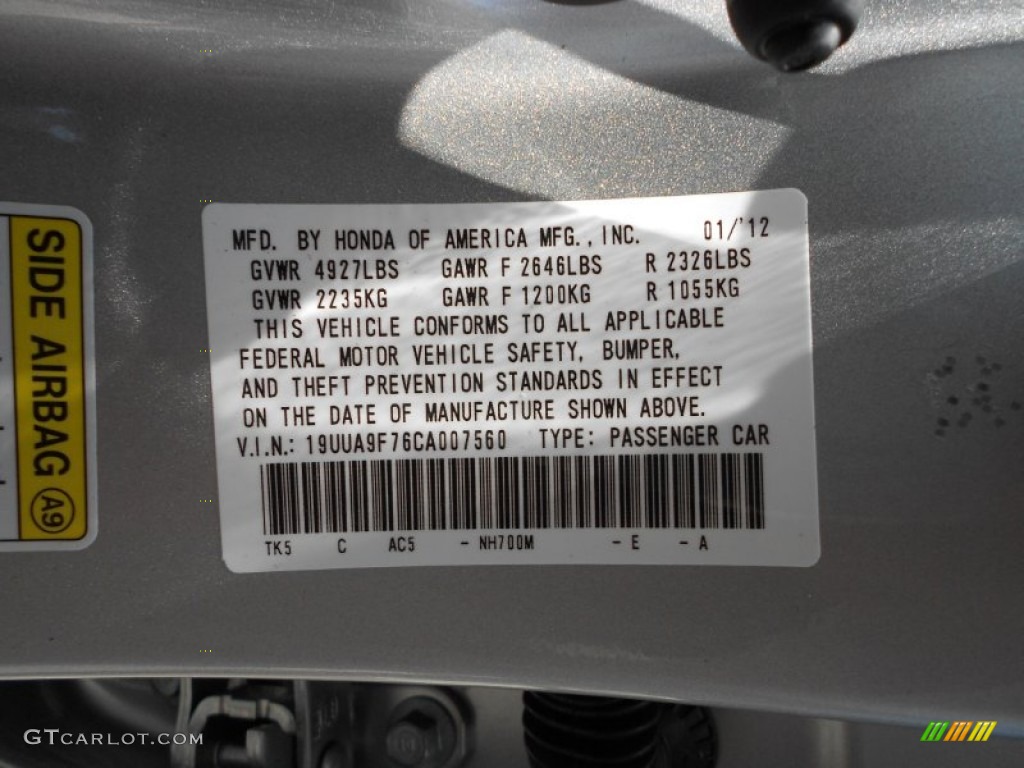 MFD. BY HONDA OF AMERICA MFG., INC. 01/'12
GVWR 4927LBS GAWR F 2646LBS R 2326LBS
GVWR 2235KG GAWR F 1200KG R 1055KG
THIS VEHICLE CONFORMS TO ALL APPLICABLE
FEDERAL MOTOR VEHICLE SAFETY, BUMPER,
AND THEFT PREVENTION STANDARDS IN EFFECT
ON THE DATE OF MANUFACTURE SHOWN ABOVE.
V.I.N.: 19UUA9F76CA007560 TYPE: PASSENGER CAR
TK5 C AC5 - NH700M - E - A
SIDE AIRBAG A9
GTCARLOT.COM